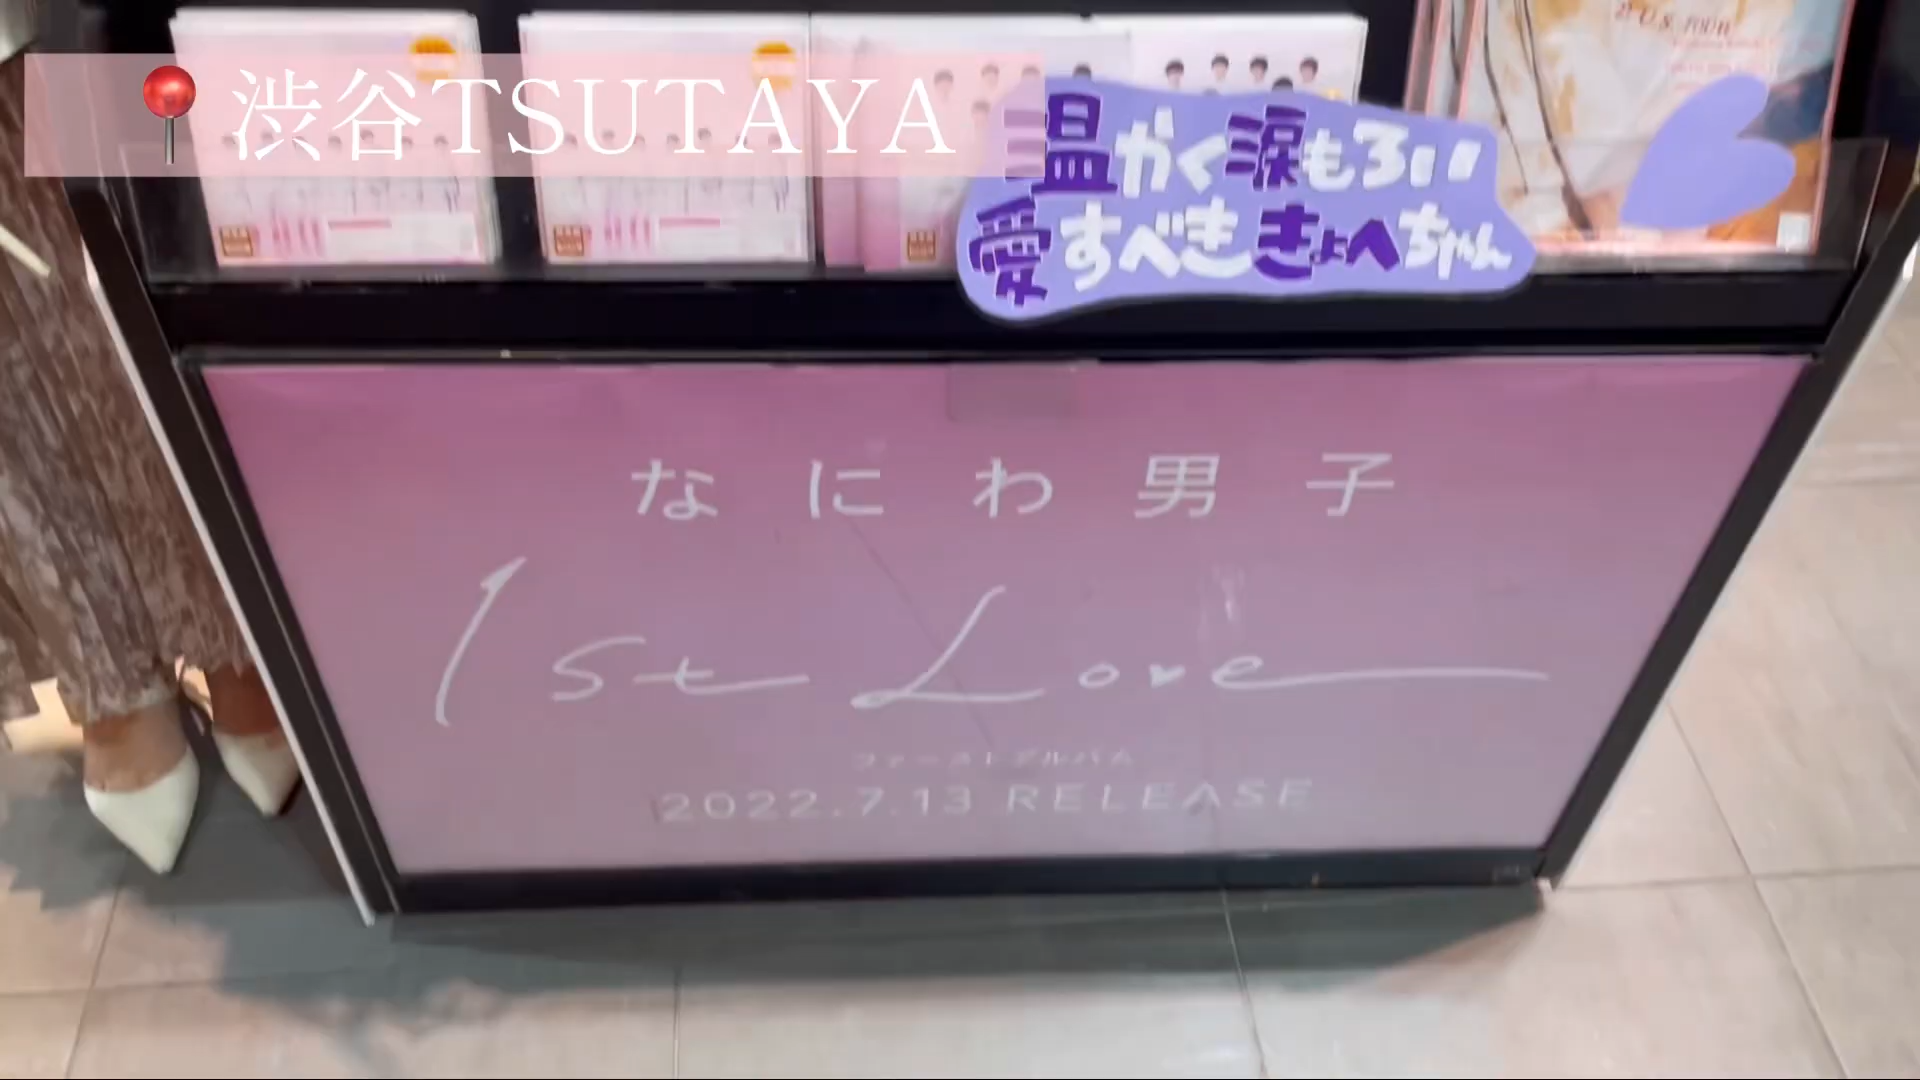 渋谷TSUTAYA
温かく涙もろい
愛すべききょへちゃん
なにわ男子
1st Love
ファーストアルバム
2022.7.13 RELEASE